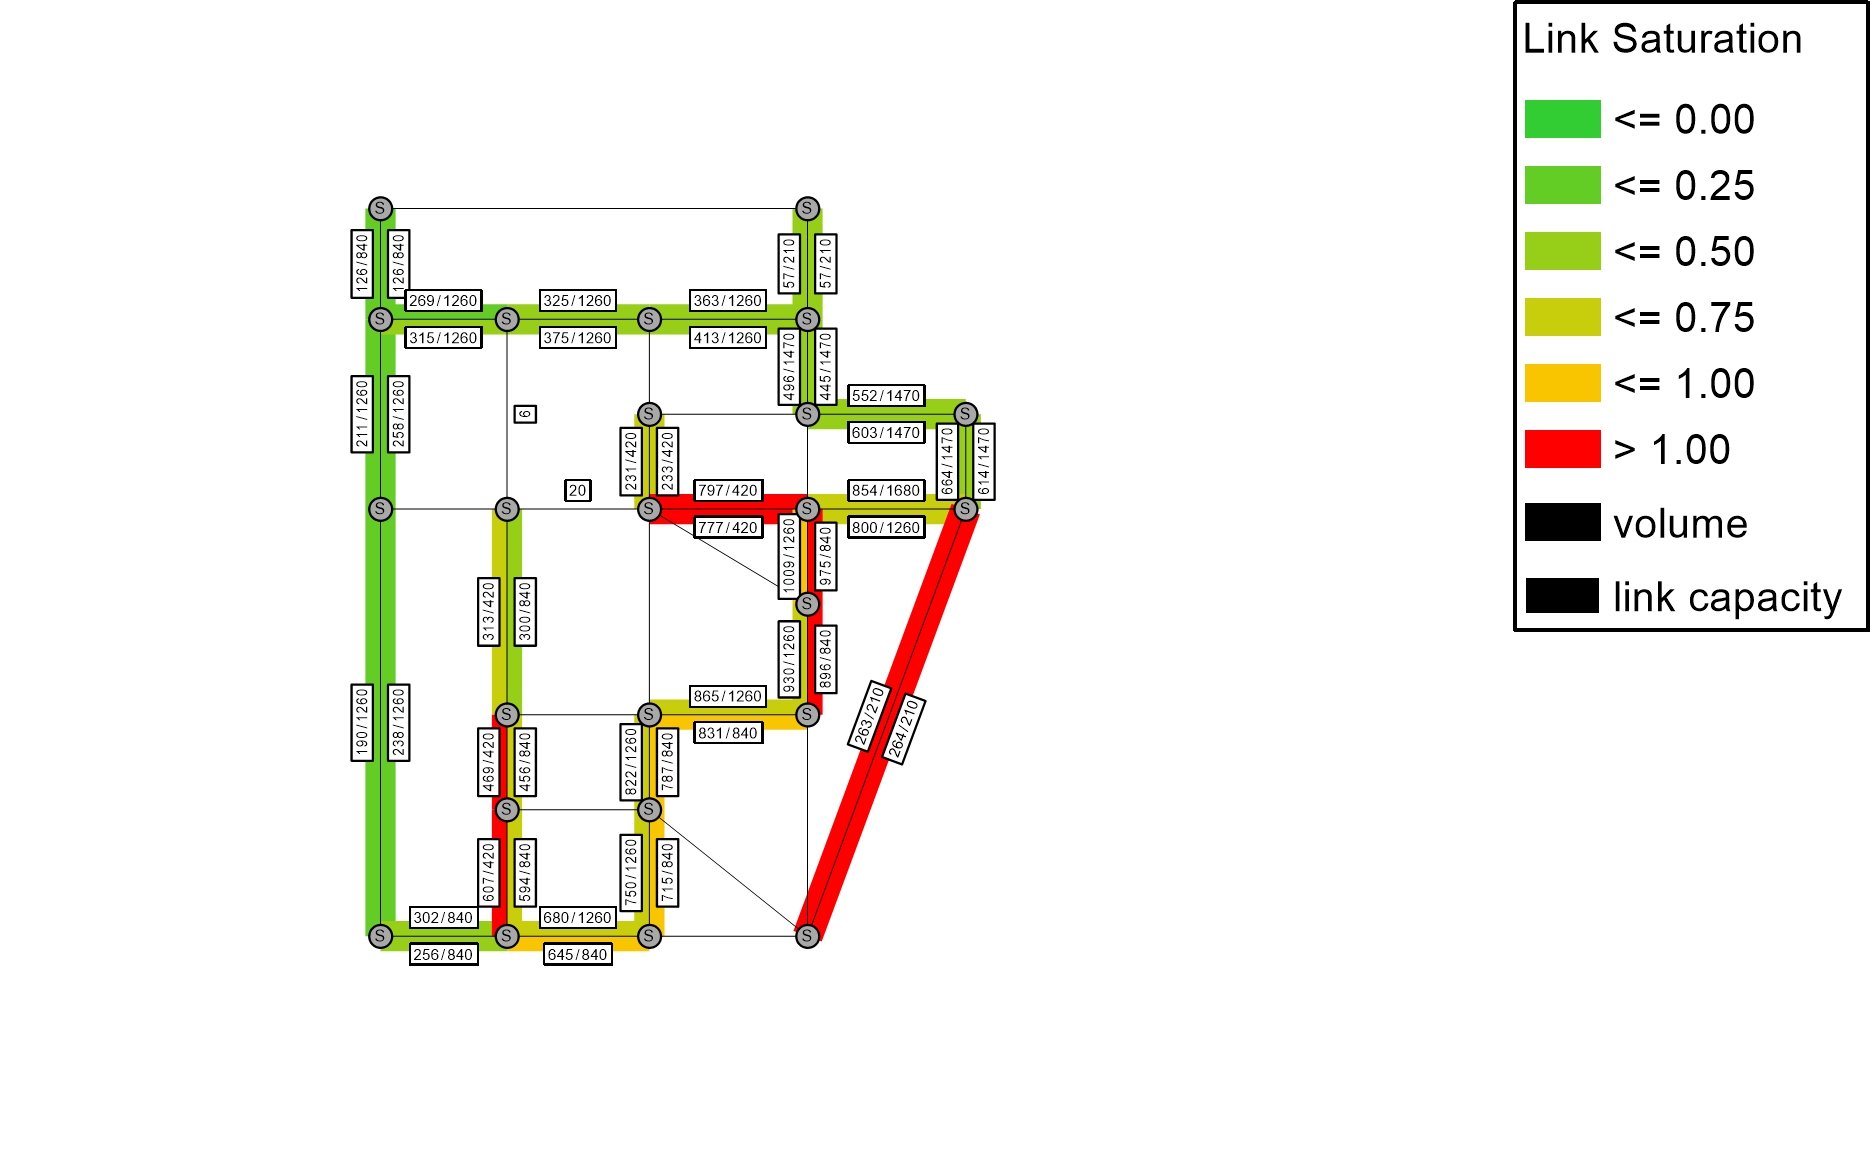 Link Saturation
<= 0.00
<= 0.25
<= 0.50
<= 0.75
<= 1.00
> 1.00
volume
link capacity
S
S
126/840
126/840
57/210
57/210
269/1260
325/1260
363/1260
S
S
S
S
315/1260
375/1260
413/1260
496/1470
445/1470
552/1470
211/1260
258/1260
6
S
S
S
603/1470
231/420
233/420
664/1470
614/1470
20
797/420
854/1680
S
S
S
S
S
777/420
800/1260
1009/1260
975/840
S
313/420
300/840
930/1260
896/840
865/1260
190/1260
238/1260
S
S
S
831/840
263/210
264/210
469/420
456/840
822/1260
787/840
S
S
607/420
594/840
750/1260
715/840
302/840
680/1260
S
S
S
S
256/840
645/840